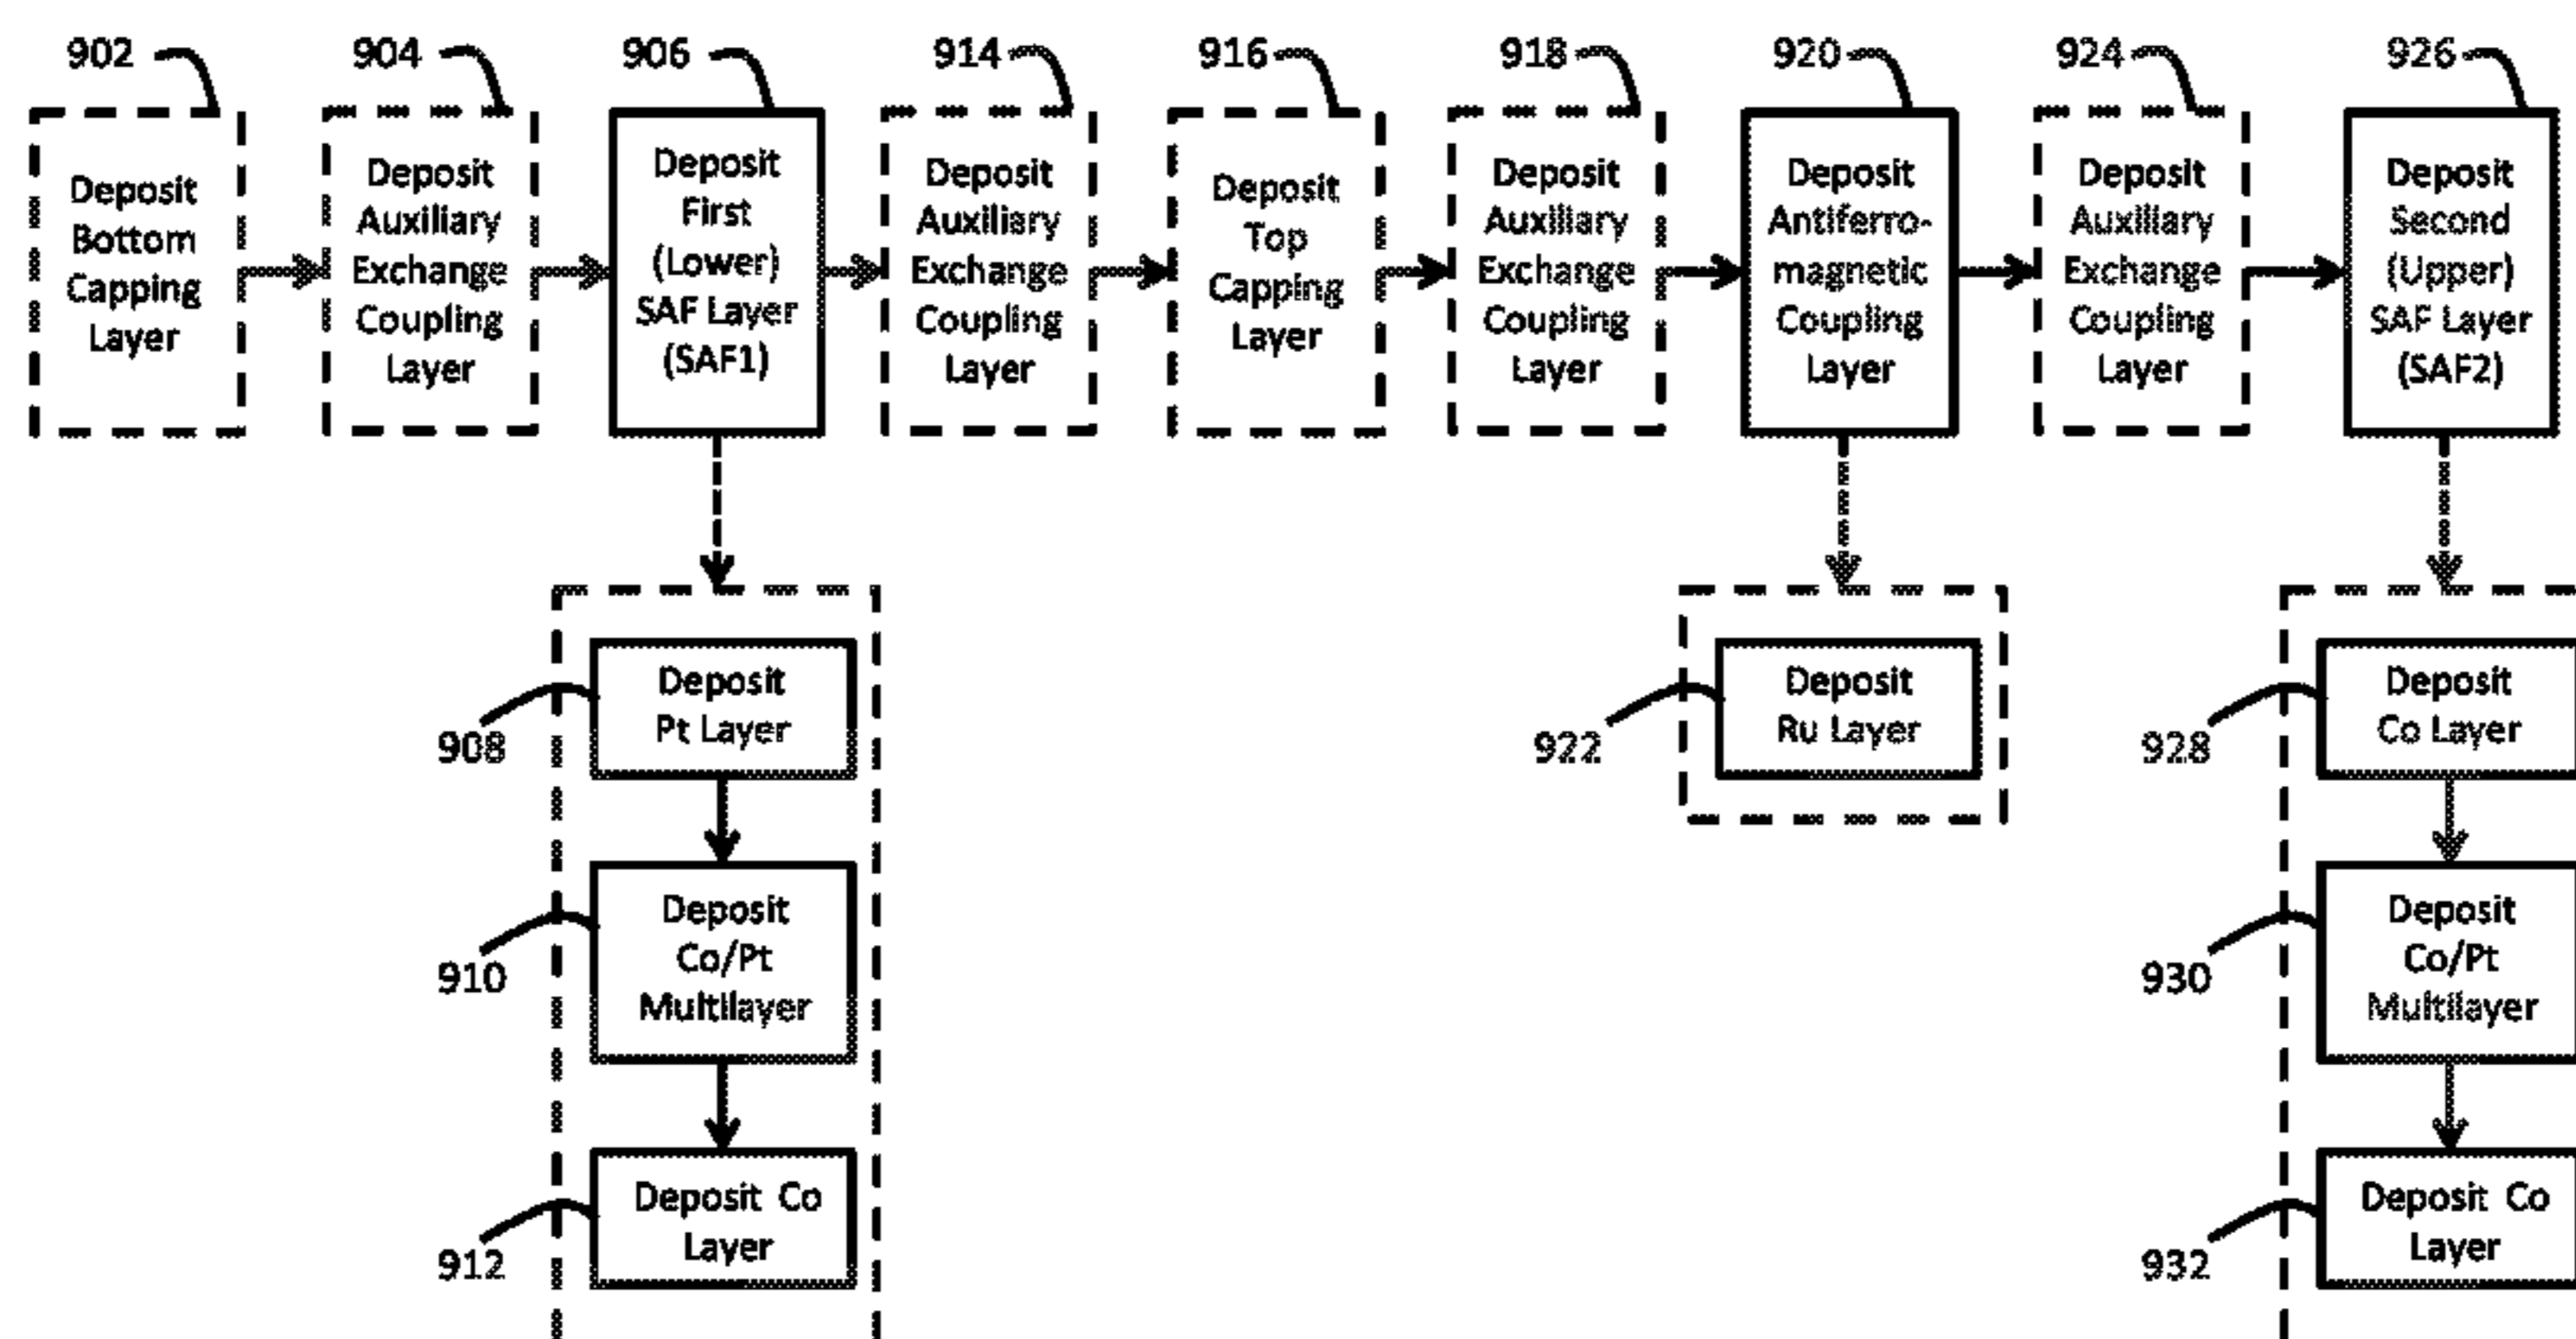 902
904
906
914
916
918
920
924
926
Deposit
Bottom
Capping
Layer
Deposit
Auxiliary
Exchange
Coupling
Layer
Deposit
First
(Lower)
SAF Layer
(SAF1)
Deposit
Auxiliary
Exchange
Coupling
Layer
Deposit
Top
Capping
Layer
Deposit
Auxiliary
Exchange
Coupling
Layer
Deposit
Antiferro-
magnetic
Coupling
Layer
Deposit
Auxiliary
Exchange
Coupling
Layer
Deposit
Second
(Upper)
SAF Layer
(SAF2)
908
Deposit
Pt Layer
910
Deposit
Co/Pt
Multilayer
912
Deposit Co
Layer
922
Deposit
Ru Layer
928
Deposit
Co Layer
930
Deposit
Co/Pt
Multilayer
932
Deposit Co
Layer